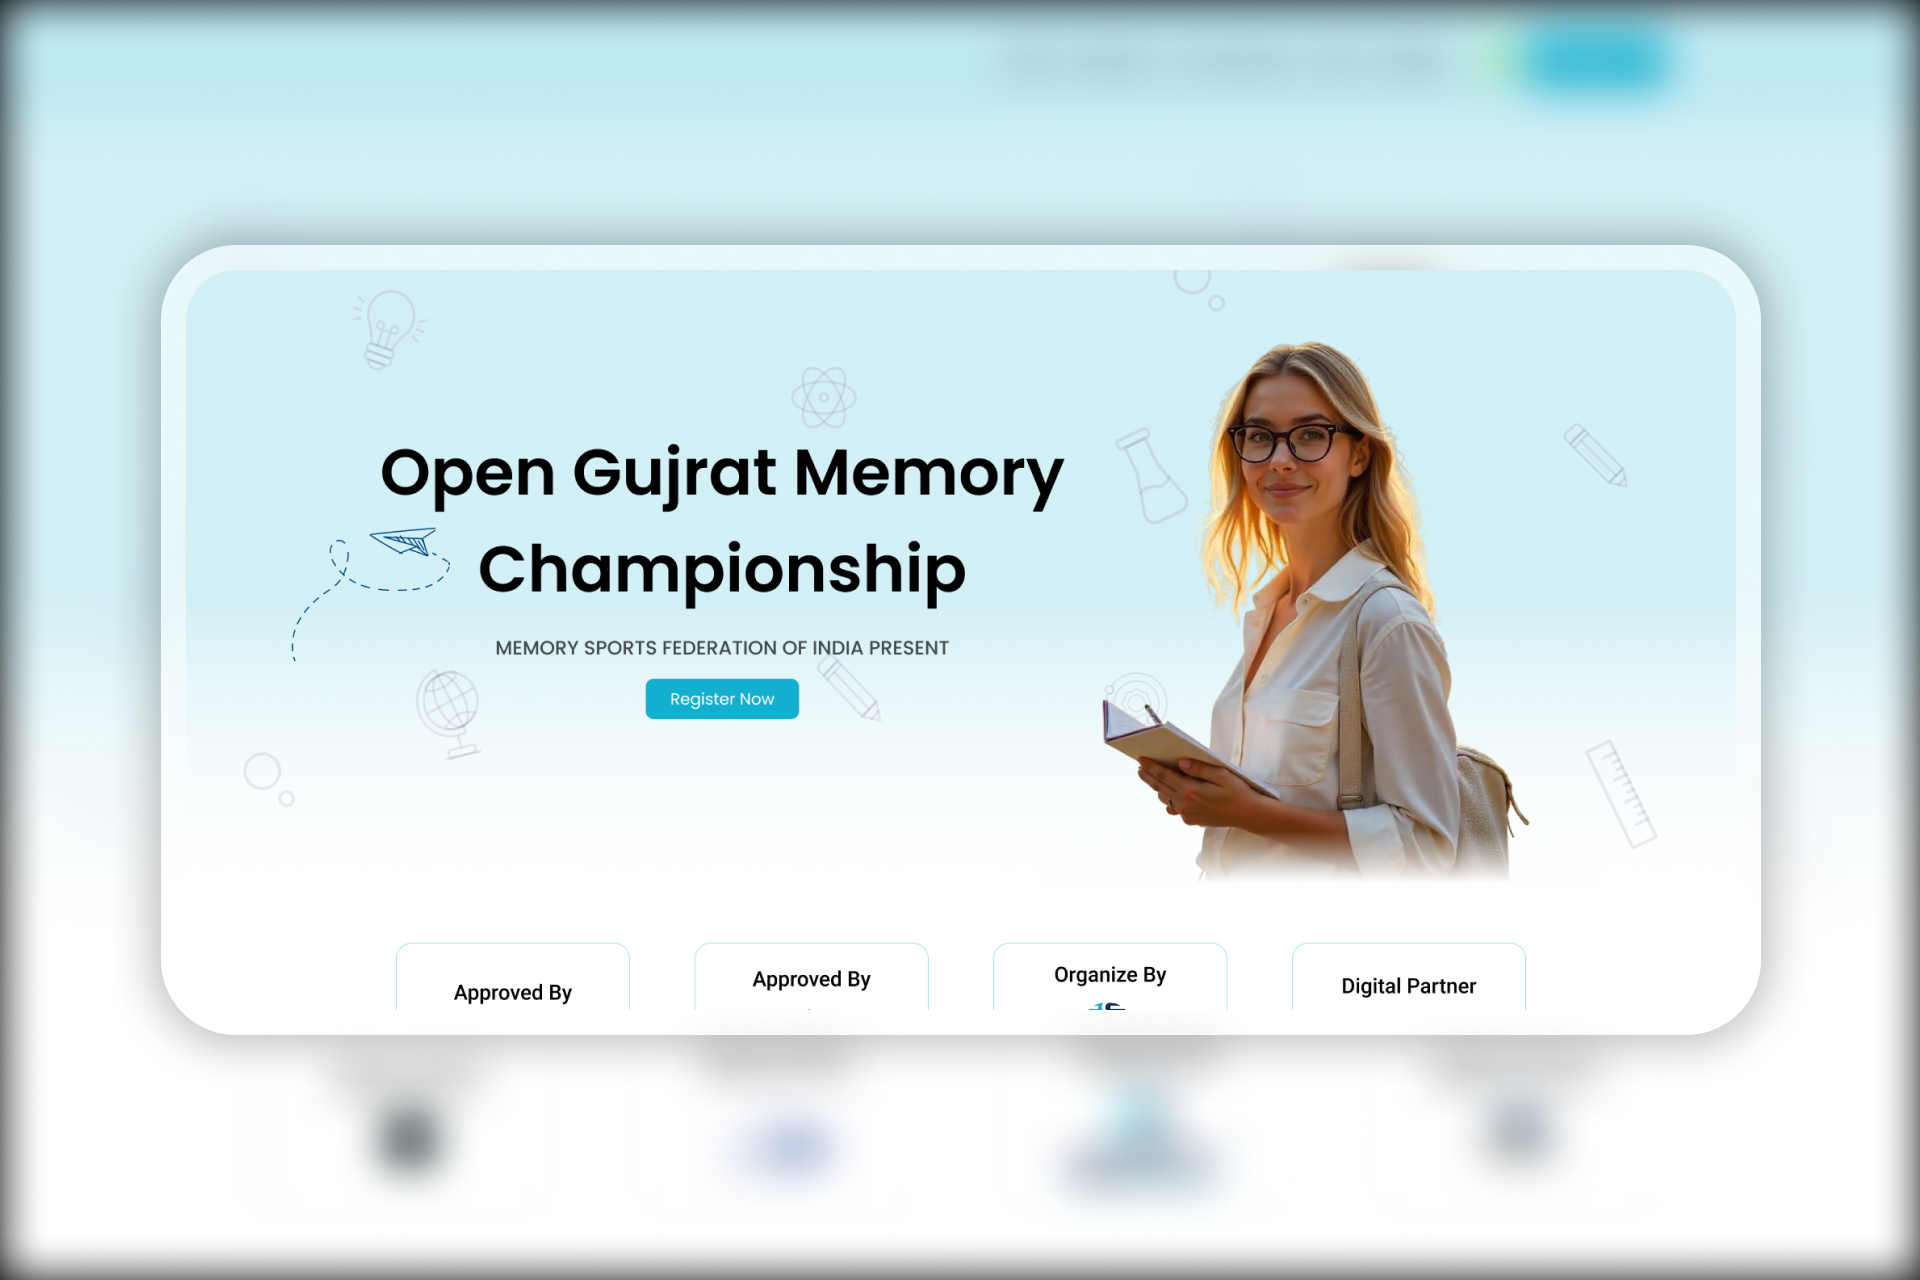 Open Gujrat Memory
Championship
MEMORY SPORTS FEDERATION OF INDIA PRESENT
Register Now
Approved By
Approved By
Organize By
Digital Partner